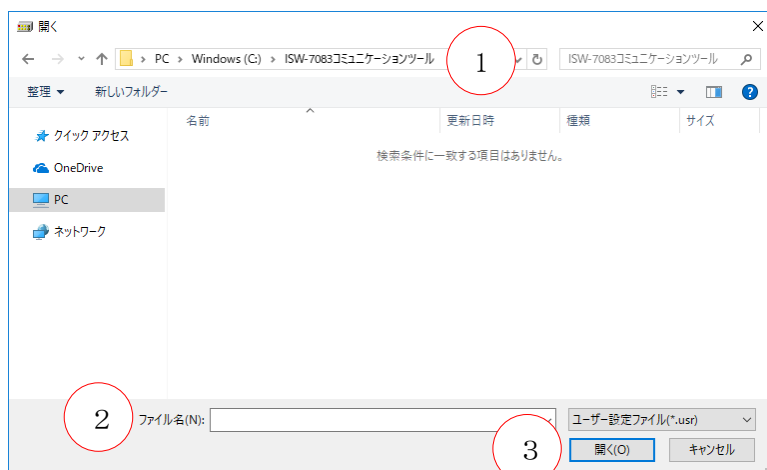 開く
PC › Windows (C:) › ISW-7083コミュニケーションツール
1
ISW-7083コミュニケーションツール
整理 新しいフォルダー
名前 更新日時 種類 サイズ
検索条件に一致する項目はありません。
クイック アクセス
OneDrive
PC
ネットワーク
2
ファイル名(N):
ユーザー設定ファイル(*.usr)
3
開く(O) キャンセル